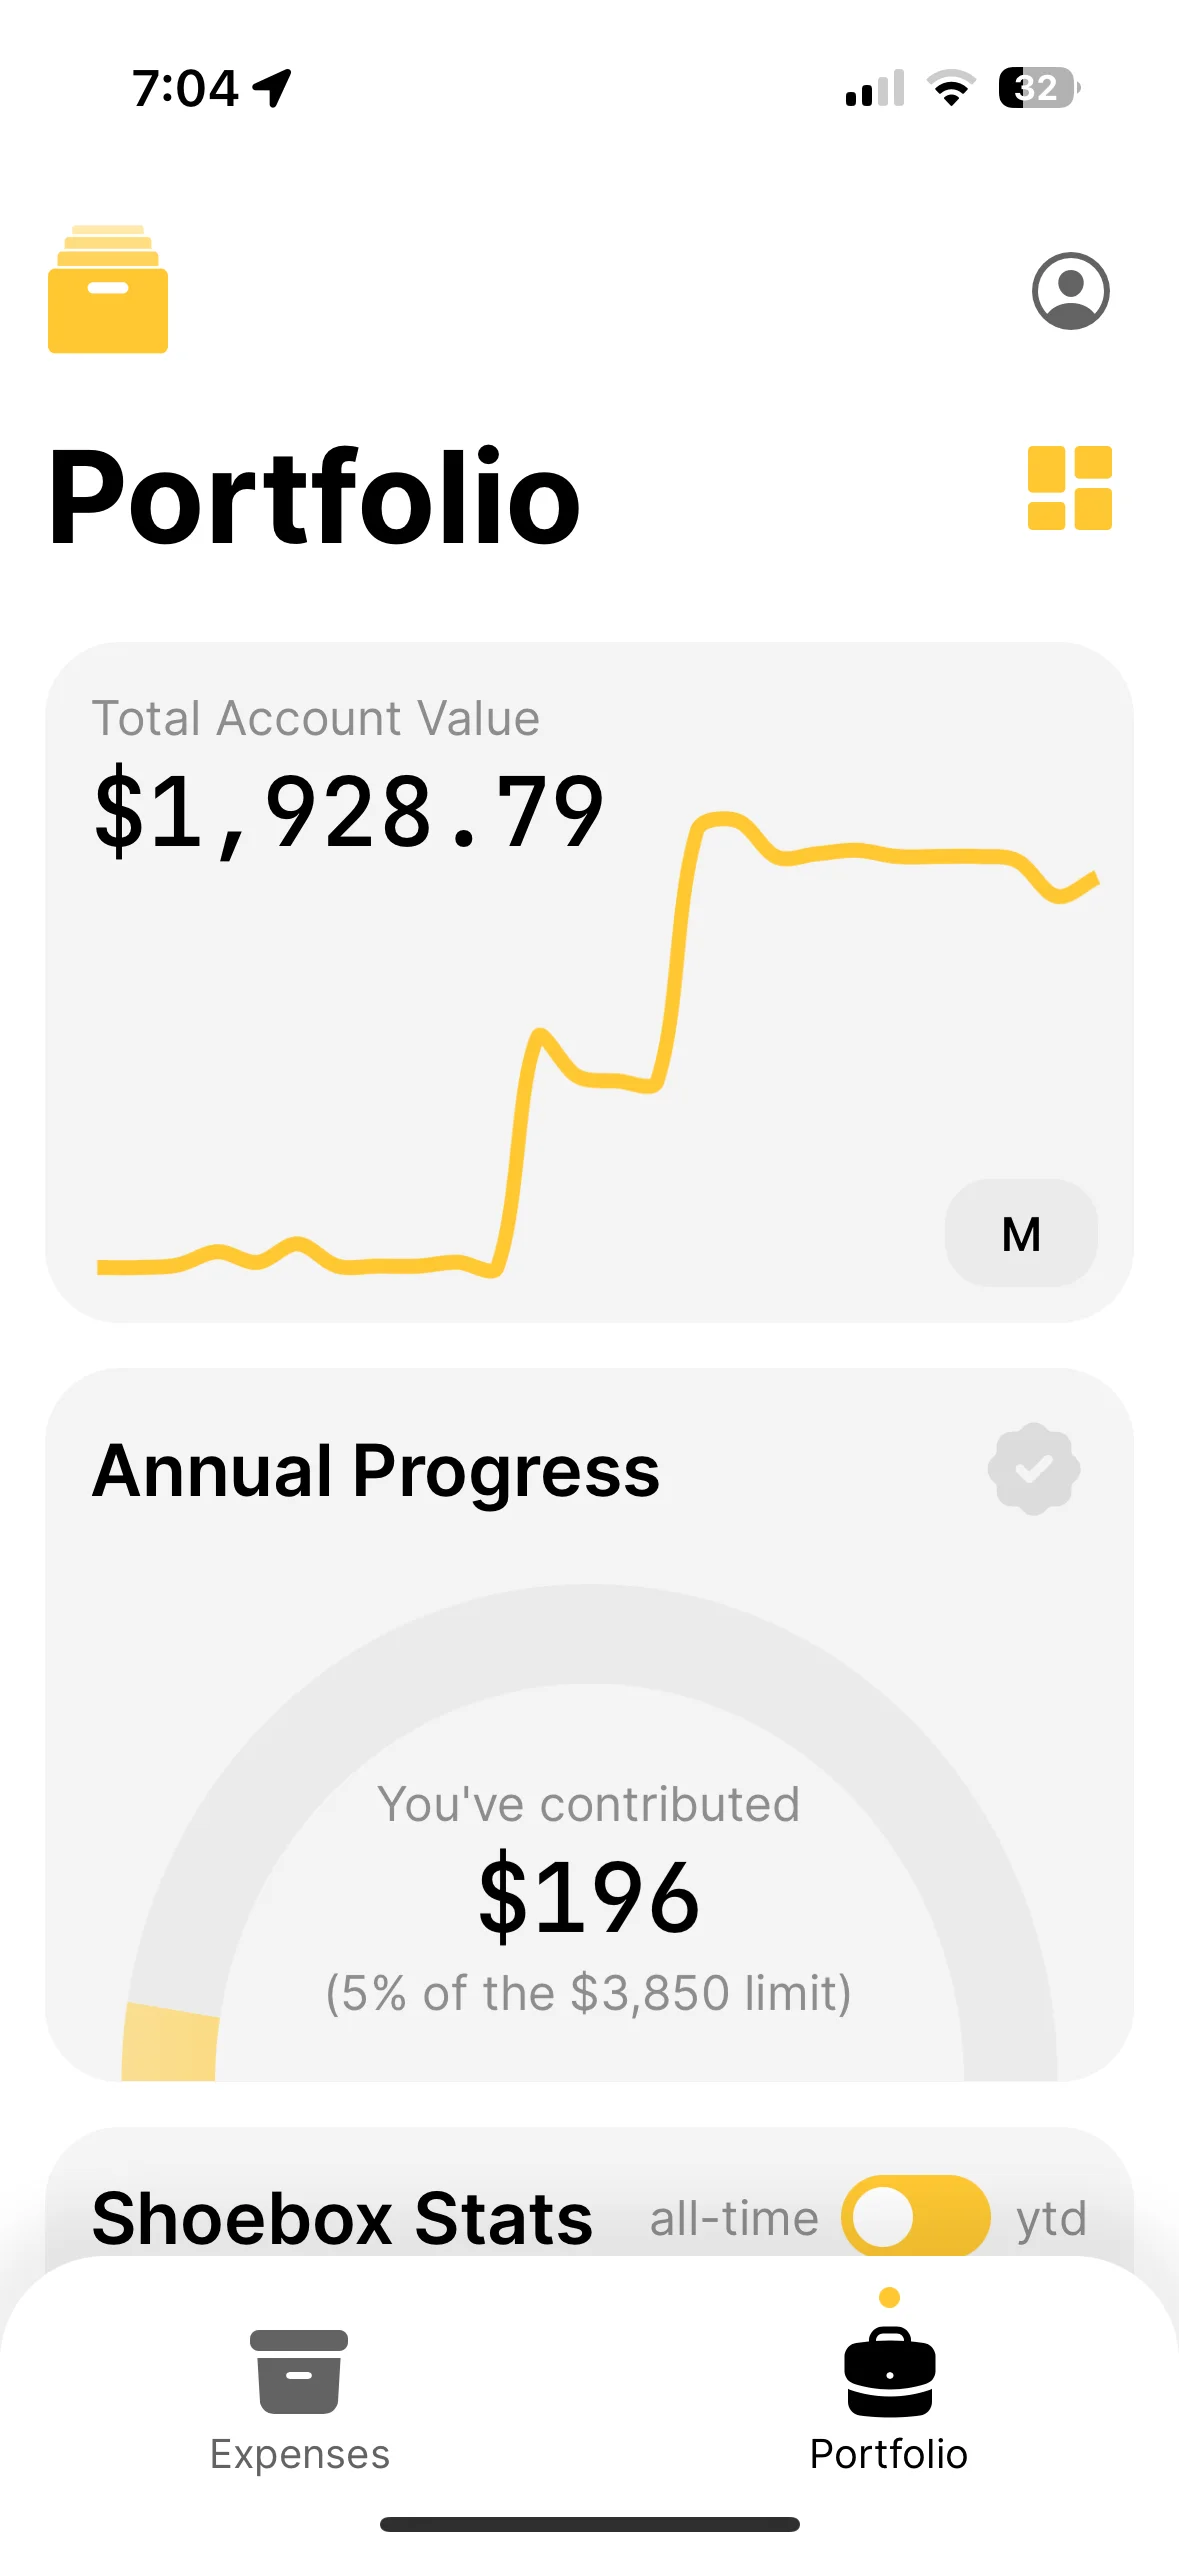 7:04
32
Portfolio
Total Account Value
$1,928.79
M
Annual Progress
You've contributed
$196
(5% of the $3,850 limit)
Shoebox Stats all-time ytd
Expenses Portfolio